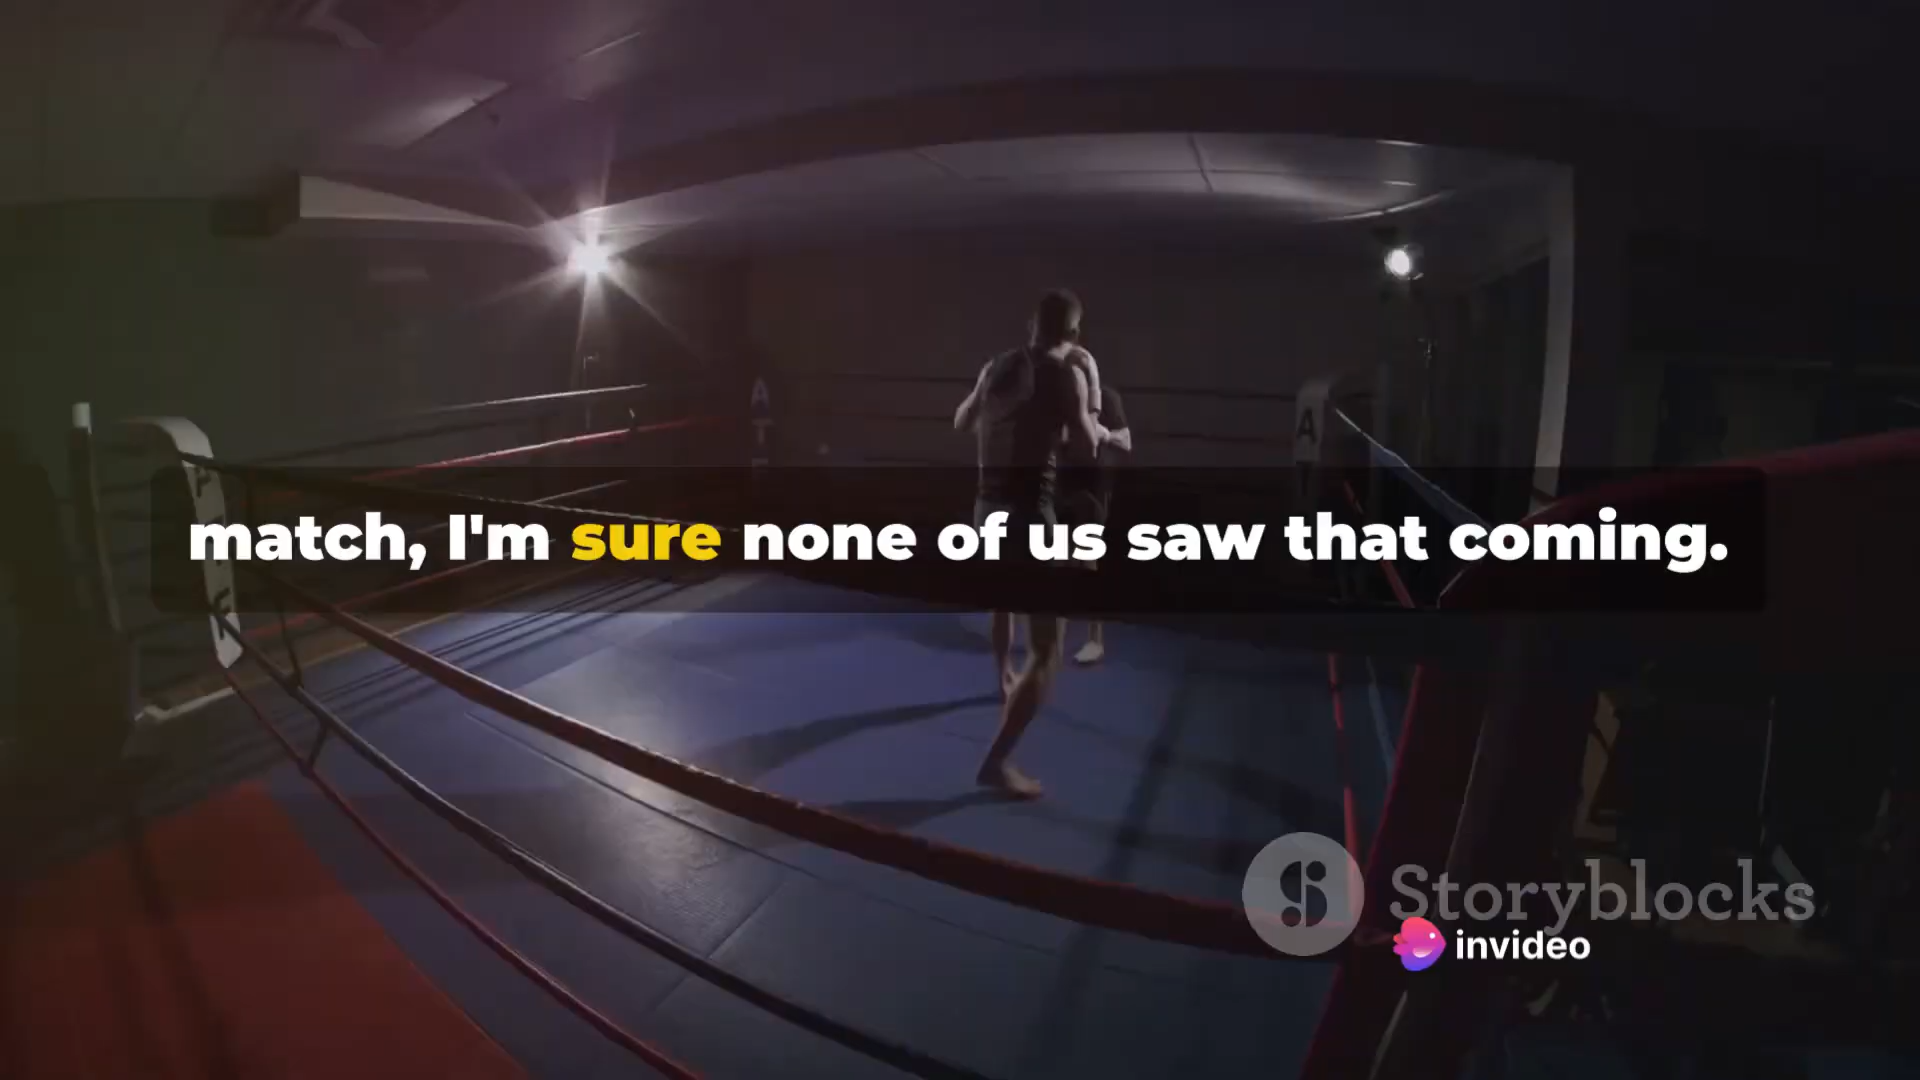 match, I'm sure none of us saw that coming.
Storyblocks
invideo